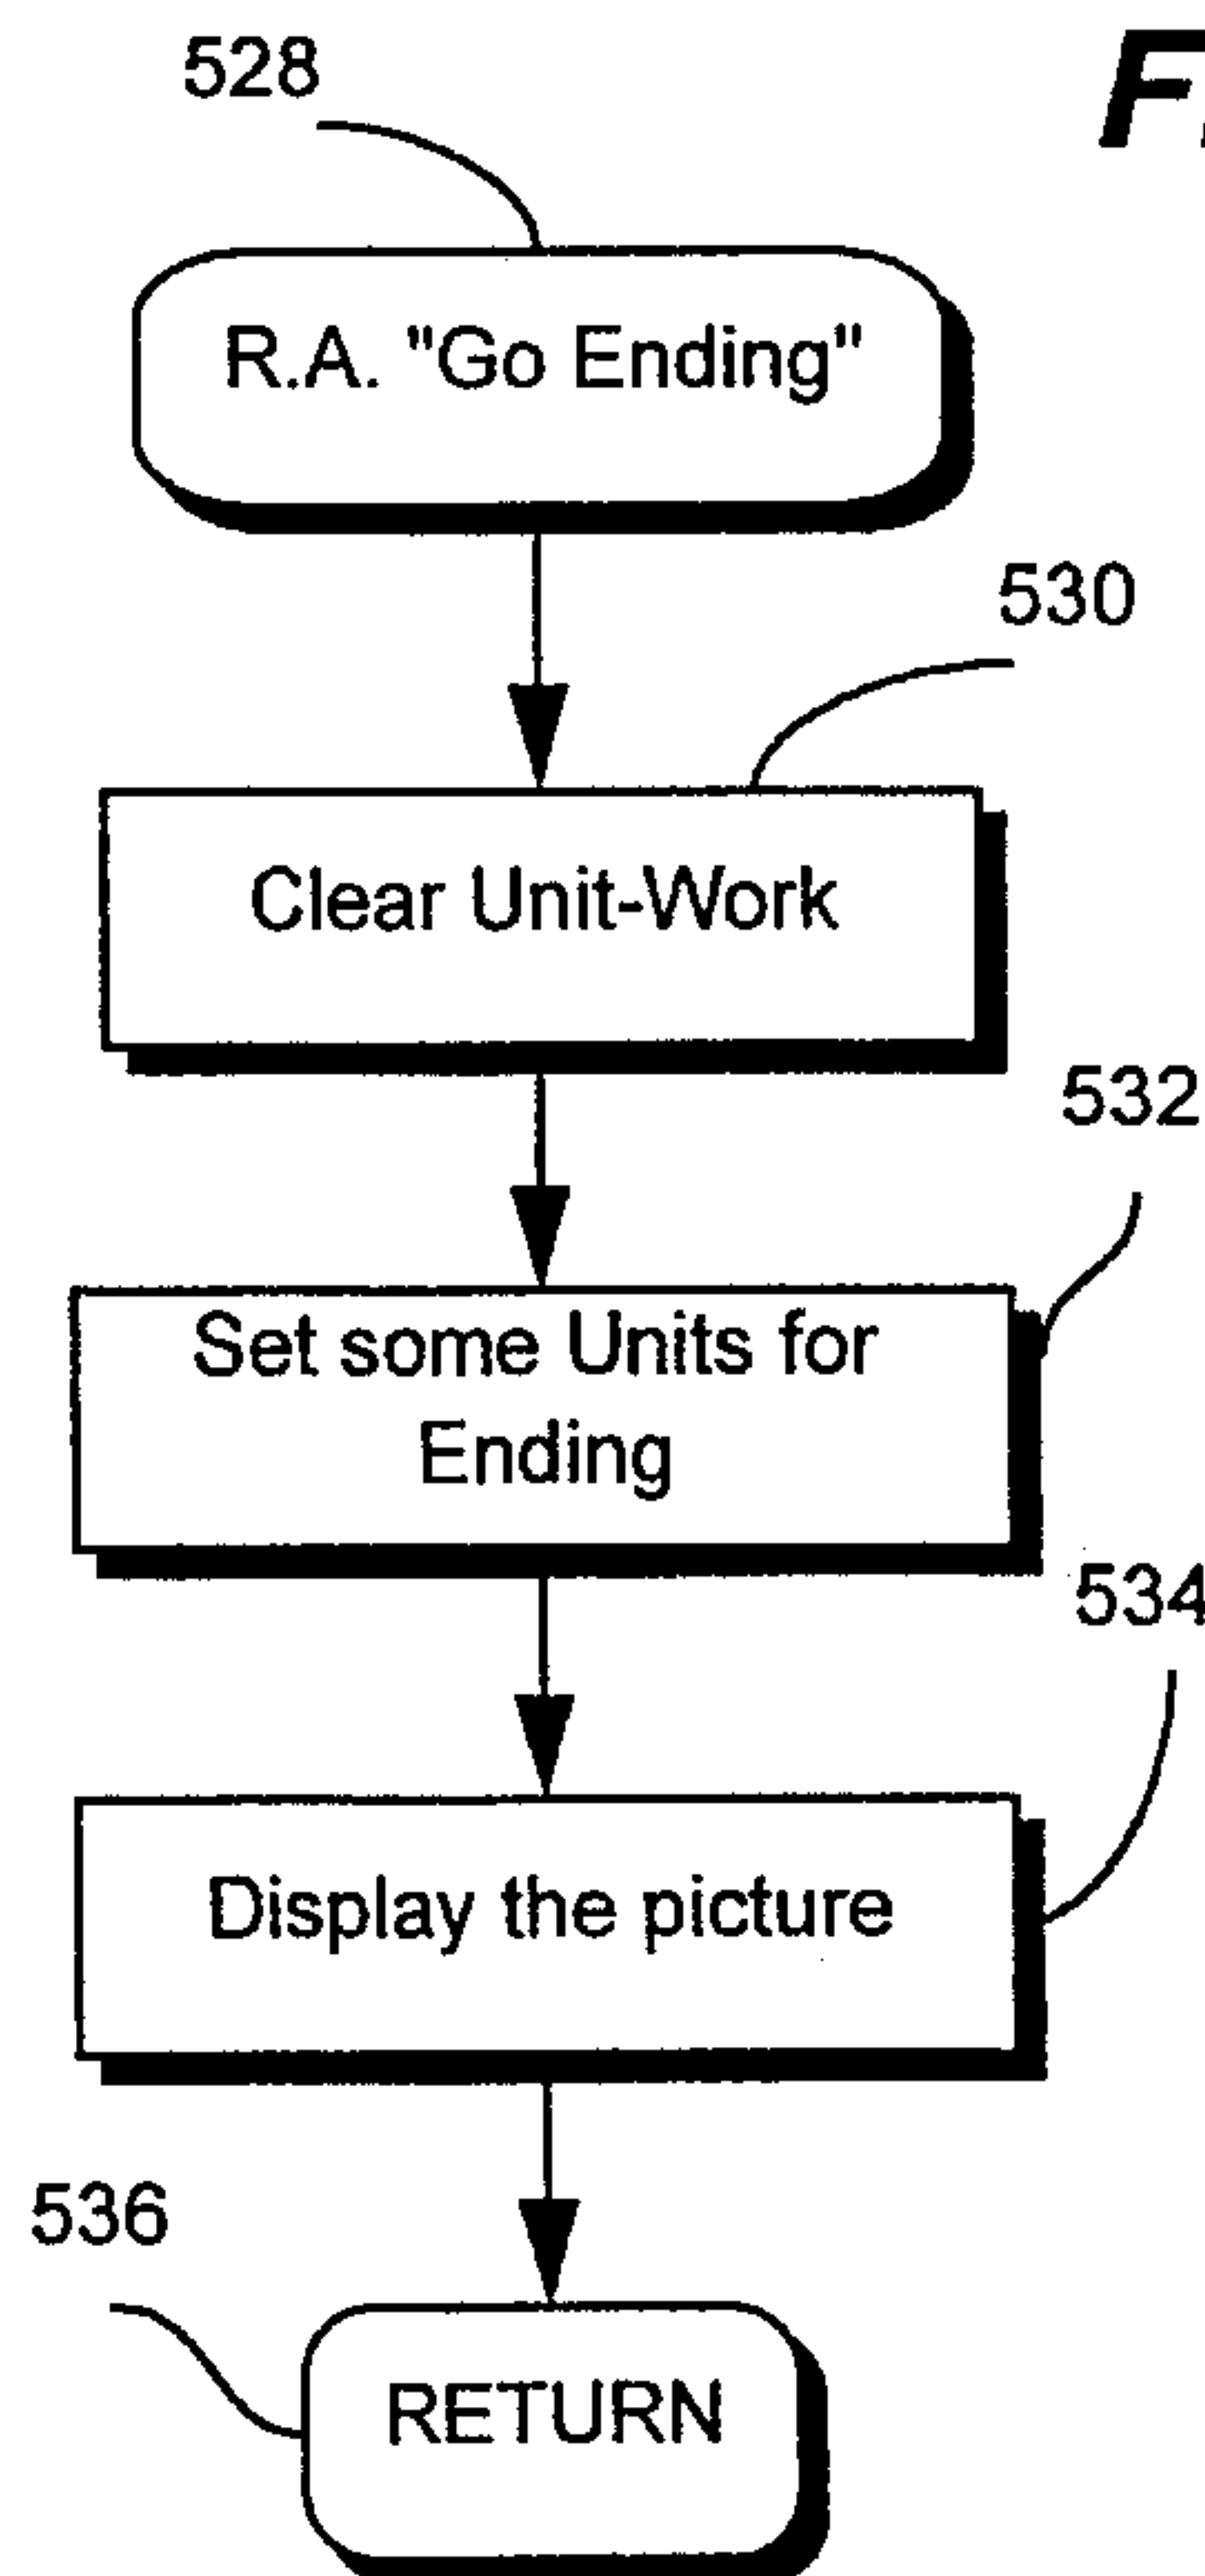 528
R.A. "Go Ending"
530
Clear Unit-Work
532
Set some Units for
Ending
534
Display the picture
536
RETURN